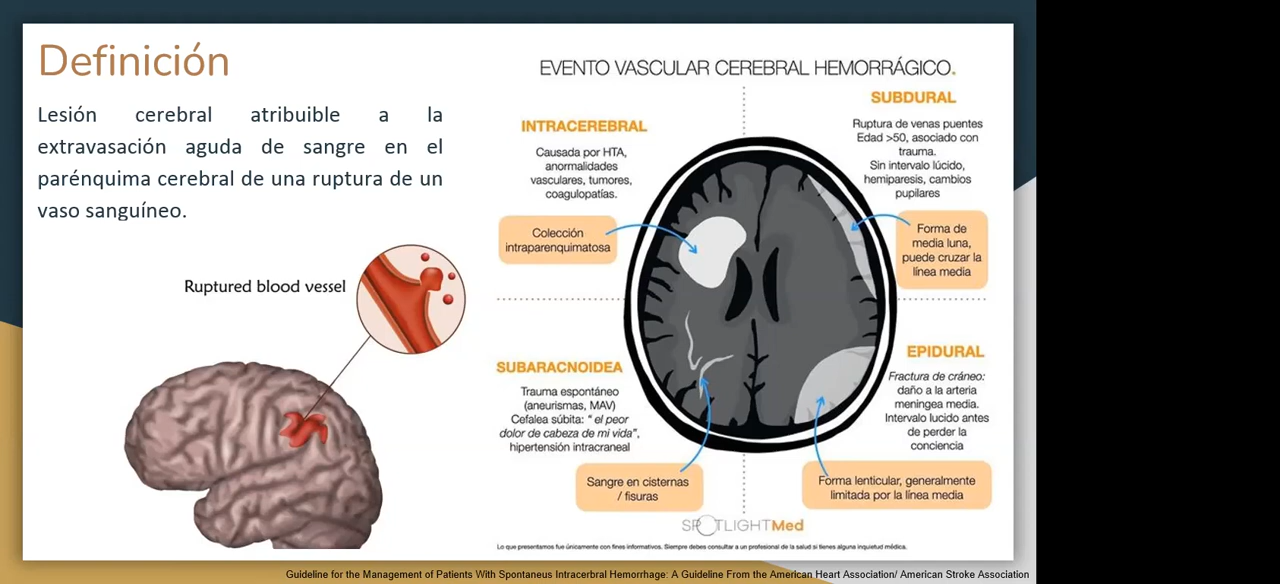 Definición
Lesión cerebral atribuible a la
extravasación aguda de sangre en el
parénquima cerebral de una ruptura de un
vaso sanguíneo.
Ruptured blood vessel
EVENTO VASCULAR CEREBRAL HEMORRÁGICO.
INTRACEREBRAL
Causada por HTA,
anormalidades
vasculares, tumores,
coagulopatías.
Colección
intraparenquimatosa
SUBDURAL
Ruptura de venas puentes
Edad >50, asociado con
trauma.
Sin intervalo lúcido,
hemiparesis, cambios
pupilares
Forma de
media luna,
puede cruzar la
línea media
SUBARACNOIDEA
Trauma espontáneo
(aneurismas, MAV)
Cefalea súbita: “ el peor
dolor de cabeza de mi vida”,
hipertensión intracraneal
Sangre en cisternas
/ fisuras
EPIDURAL
Fractura de cráneo:
daño a la arteria
meningea media.
Intervalo lucido antes
de perder la
conciencia
Forma lenticular, generalmente
limitada por la línea media
SPOTLIGHTMed
Lo que presentamos fue únicamente con fines informativos. Siempre debes consultar a un profesional de la salud si tienes alguna inquietud médica.
Guideline for the Management of Patients With Spontaneus Intracerbral Hemorrhage: A Guideline From the American Heart Association/ American Stroke Association